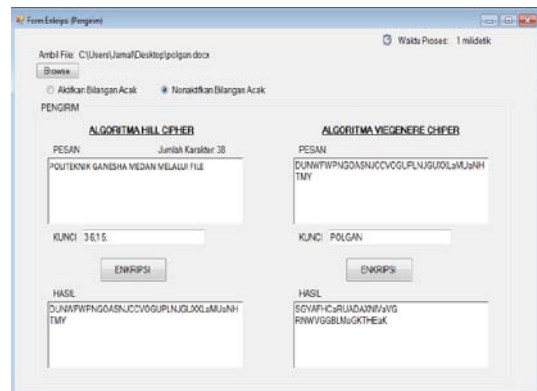 Form Enkripsi (Pengirim)
Waktu Proses: 1 milidetik
Ambil File: C:\Users\Jamal\Desktop\polgan.docx
Browse
Aktifkan Bilangan Acak
Nonaktifkan Bilangan Acak
PENGIRIM
ALGORITMA HILL CIPHER
PESAN
Jumlah Karakter 38
POLITEKNIK GANESHA MEDAN MELALUI FILE
KUNCI
ENKRIPSI
HASIL
DUNWFWPNGOASNJCCVOGUPLNJGUXXLaMUaNH
TMY
ALGORITMA VIEGENERE CHIPER
PESAN
DUNWFWPNGOASNJCCVOGUPLNJGUXXLaMUaNH
TMY
KUNCI POLGAN
ENKRIPSI
HASIL
SGYAFHCaRUADAXNIVaVG
RNWVGGBLMaGKTHEaK